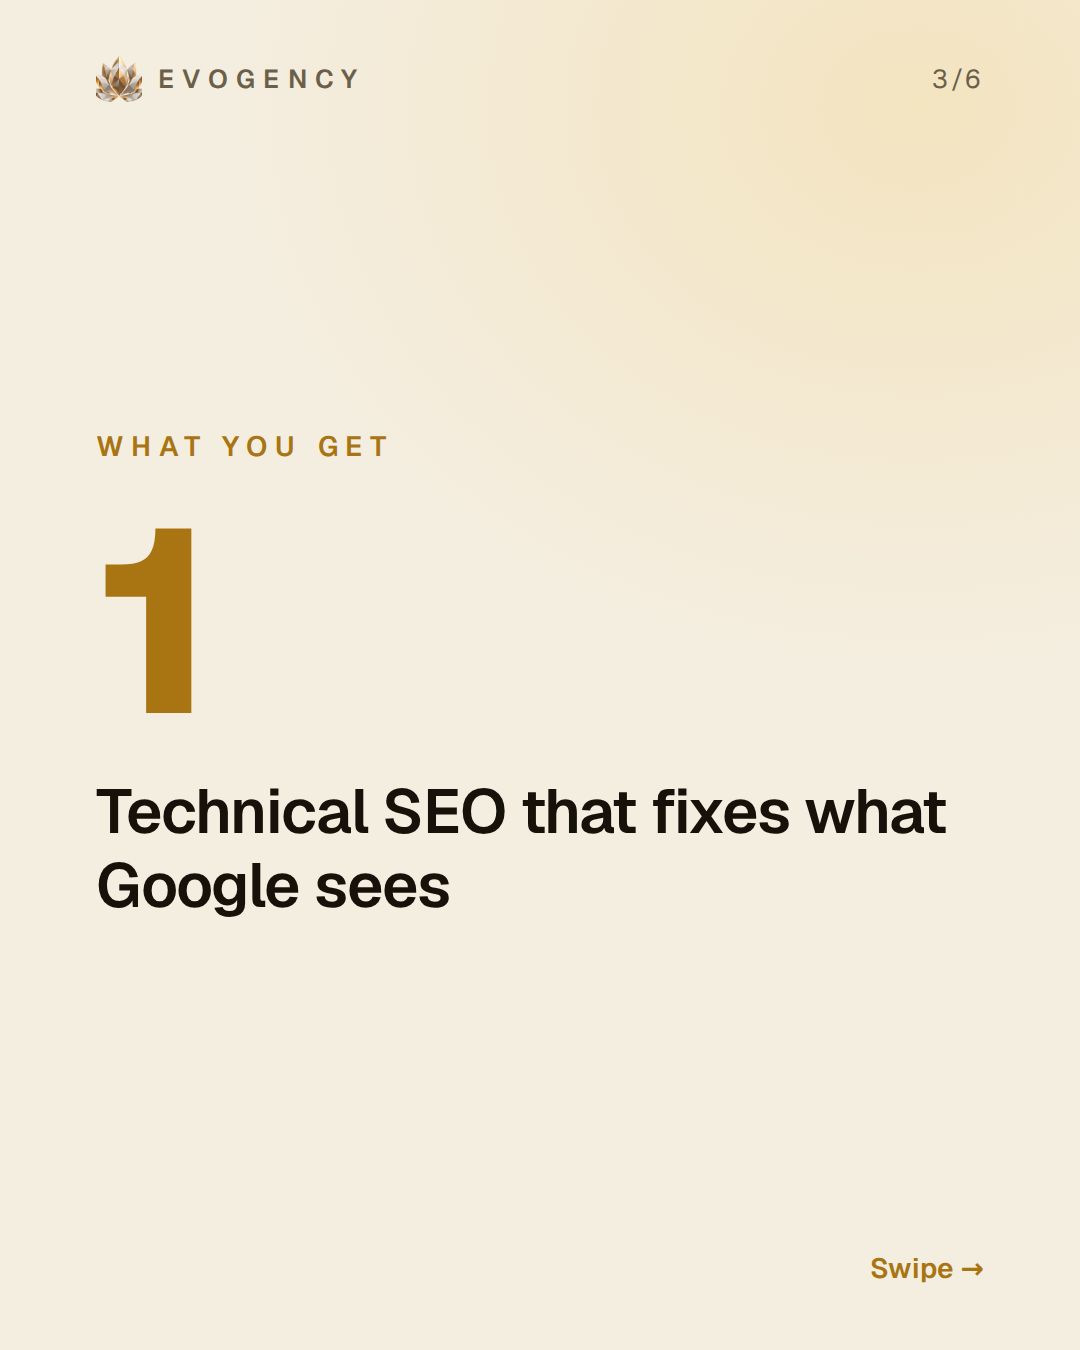 EVOGENCY
3/6
WHAT YOU GET
1
Technical SEO that fixes what
Google sees
Swipe →